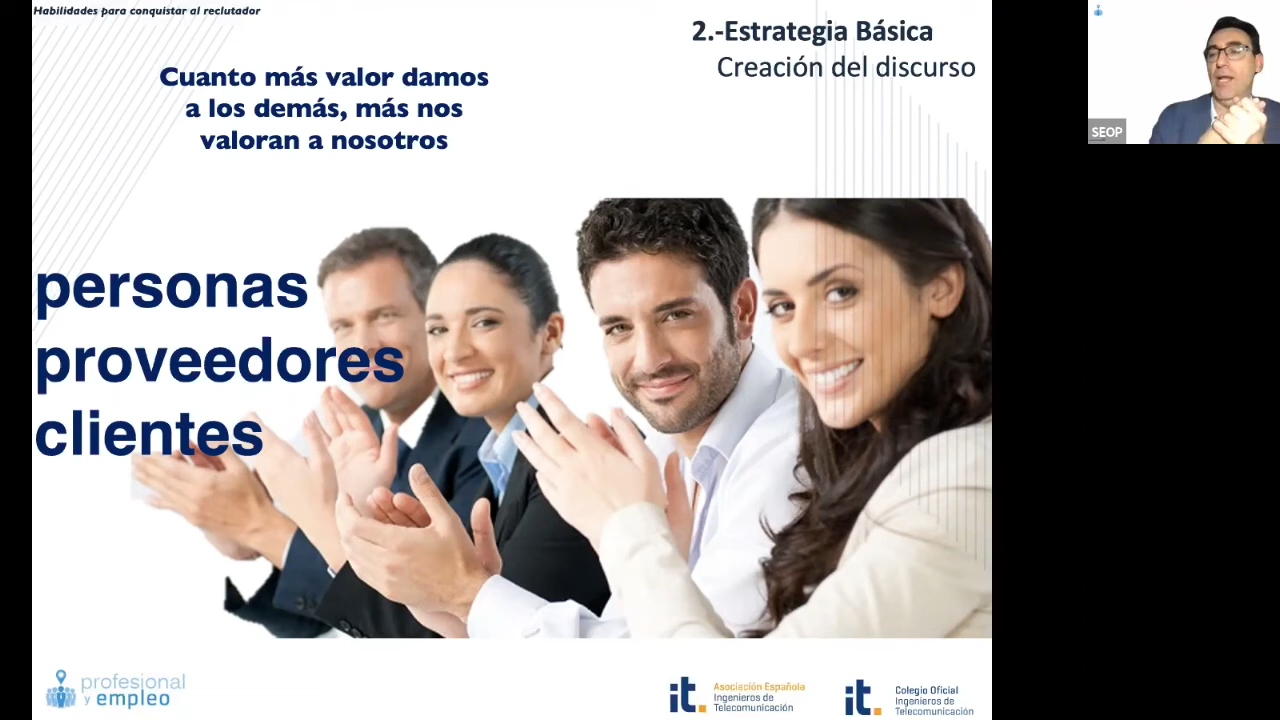 Habilidades para conquistar al reclutador
2.-Estrategia Básica
Creación del discurso
Cuanto más valor damos
a los demás, más nos
valoran a nosotros
personas
proveedores
clientes
SEOP
profesional
y empleo
it.
Asociación Española
Ingenieros de
Telecomunicación
it.
Colegio Oficial
Ingenieros de
Telecomunicación